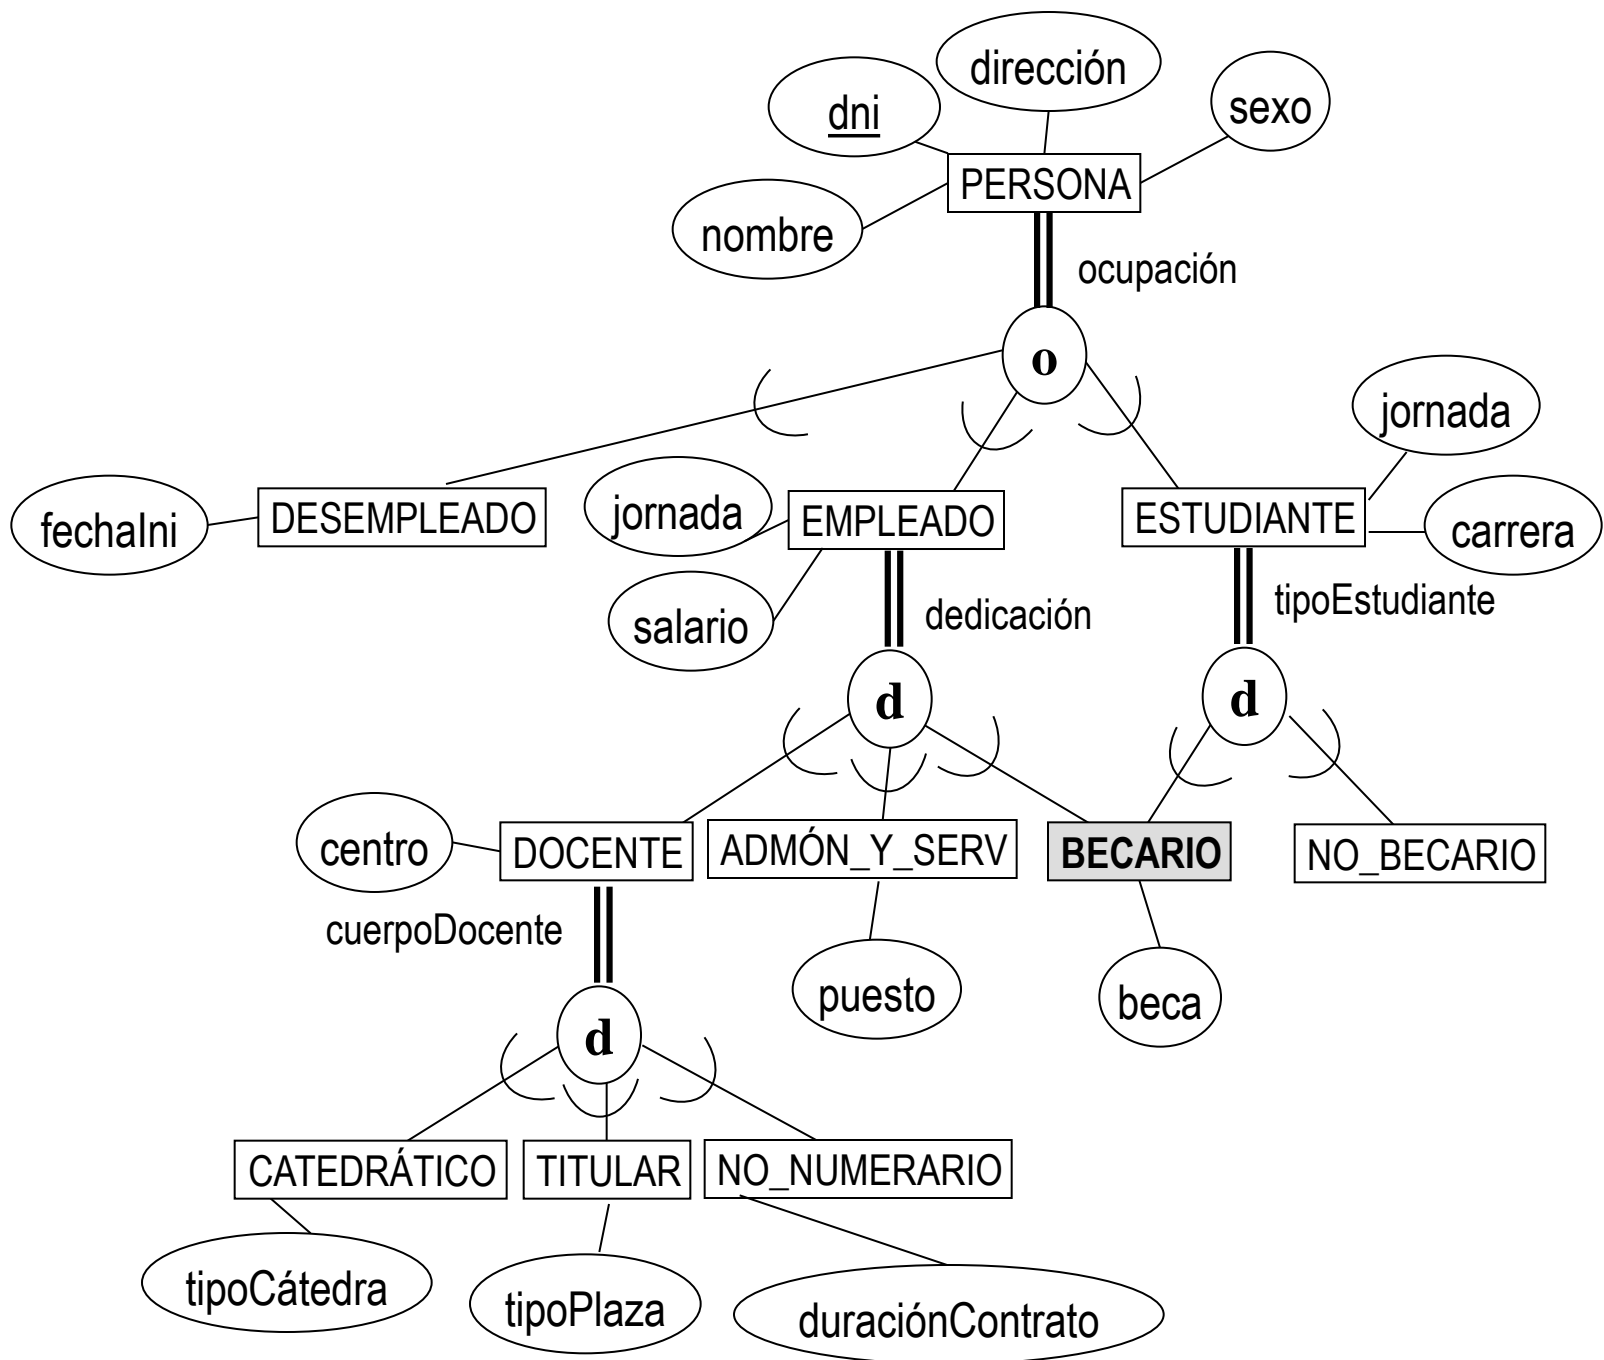 dirección
dni
sexo
PERSONA
nombre
ocupación
o
jornada
fechaIni
DESEMPLEADO
jornada
EMPLEADO
ESTUDIANTE
carrera
salario
dedicación
tipoEstudiante
d
d
centro
DOCENTE
ADMÓN_Y_SERV
BECARIO
NO_BECARIO
cuerpoDocente
puesto
beca
d
CATEDRÁTICO
TITULAR
NO_NUMERARIO
tipoCátedra
tipoPlaza
duraciónContrato